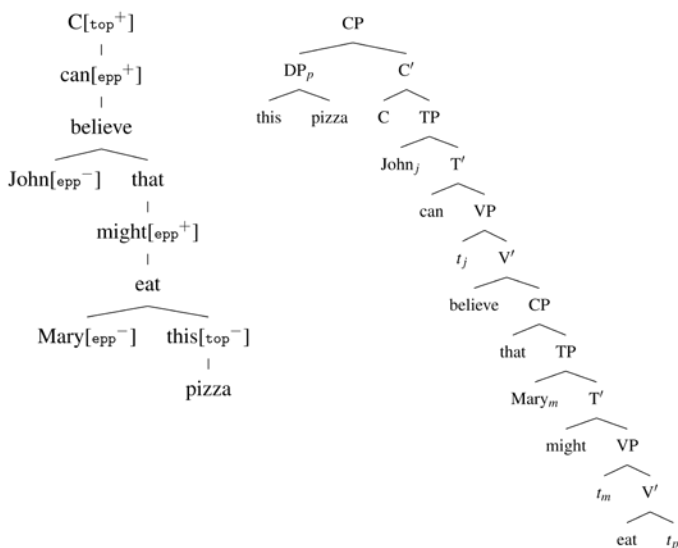 C[top⁺] CP
can[epp⁺] DPₚ C′
believe this pizza C TP
John[epp⁻] that Johnⱼ T′
might[epp⁺] can VP
eat tⱼ V′
Mary[epp⁻] this[top⁻] believe CP
pizza that TP
Maryₘ T′
might VP
tₘ V′
eat tₚ